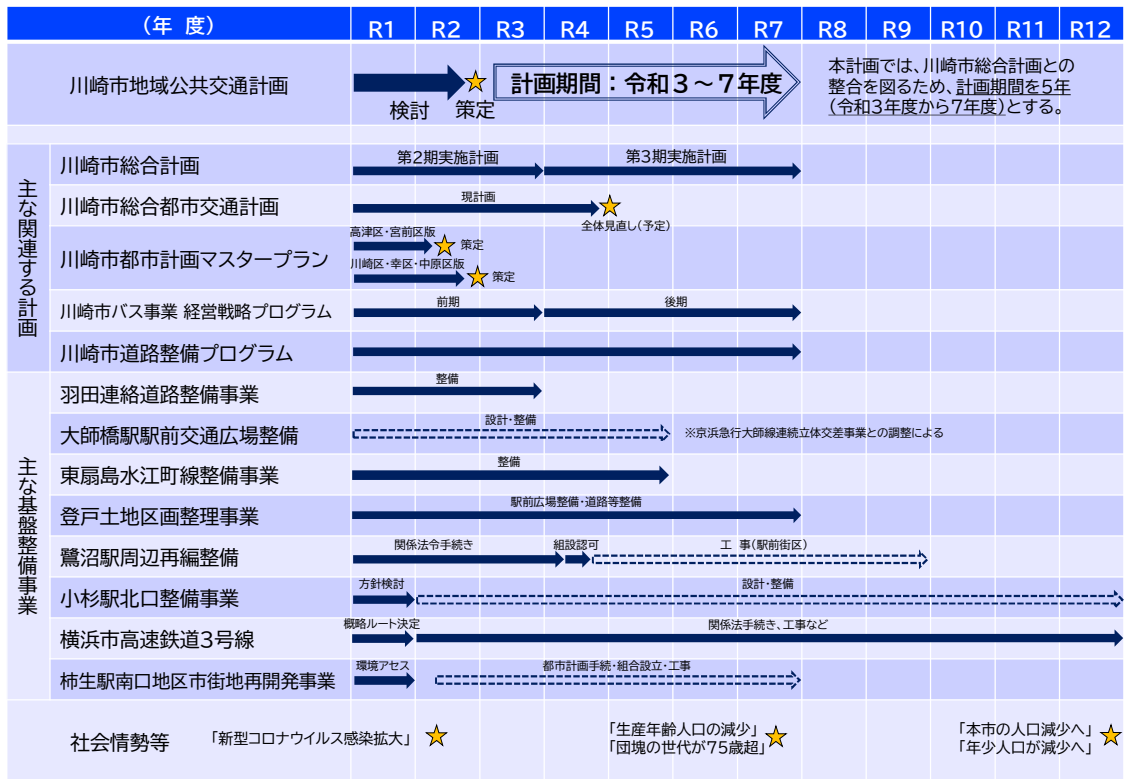 (年 度)
R1
R2
R3
R4
R5
R6
R7
R8
R9
R10
R11
R12
川崎市地域公共交通計画
検討
策定
計画期間：令和３～７年度
本計画では、川崎市総合計画との
整合を図るため、計画期間を5年
(令和3年度から7年度)とする。
主な関連する計画
川崎市総合計画
第2期実施計画
第3期実施計画
川崎市総合都市交通計画
現計画
全体見直し(予定)
川崎市都市計画マスタープラン
高津区・宮前区版
策定
川崎区・幸区・中原区版
策定
川崎市バス事業 経営戦略プログラム
前期
後期
川崎市道路整備プログラム
主な基盤整備事業
羽田連絡道路整備事業
整備
大師橋駅駅前交通広場整備
設計・整備
※京浜急行大師線連続立体交差事業との調整による
東扇島水江町線整備事業
整備
登戸土地区画整理事業
駅前広場整備・道路等整備
鷺沼駅周辺再編整備
関係法令手続き
組設認可
工 事(駅前街区)
小杉駅北口整備事業
方針検討
設計・整備
横浜市高速鉄道3号線
概略ルート決定
関係法手続き、工事など
柿生駅南口地区市街地再開発事業
環境アセス
都市計画手続・組合設立・工事
社会情勢等
「新型コロナウイルス感染拡大」
「生産年齢人口の減少」
「団塊の世代が75歳超」
「本市の人口減少へ」
「年少人口が減少へ」